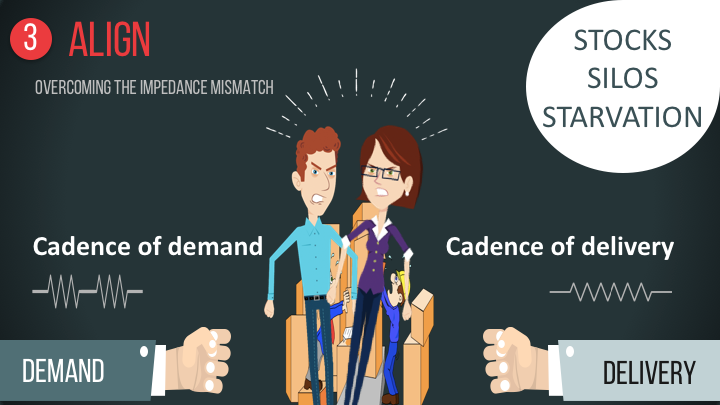 3 ALIGN
OVERCOMING THE IMPEDANCE MISMATCH
STOCKS
SILOS
STARVATION
Cadence of demand
Cadence of delivery
DEMAND
DELIVERY